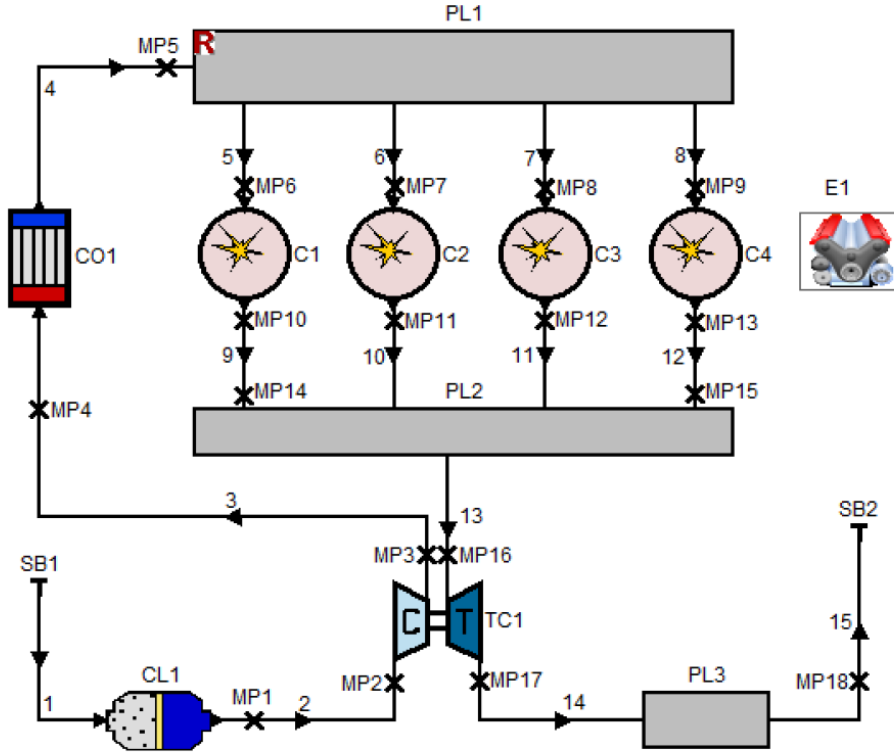 PL1
R
MP5
4
5
6
7
8
MP6
MP7
MP8
MP9
E1
CO1
C1
C2
C3
C4
MP10
MP11
MP12
MP13
9
10
11
12
MP14
PL2
MP15
MP4
3
13
SB2
MP3
MP16
SB1
C
T
TC1
15
MP2
MP17
MP18
CL1
PL3
MP1
1
2
14